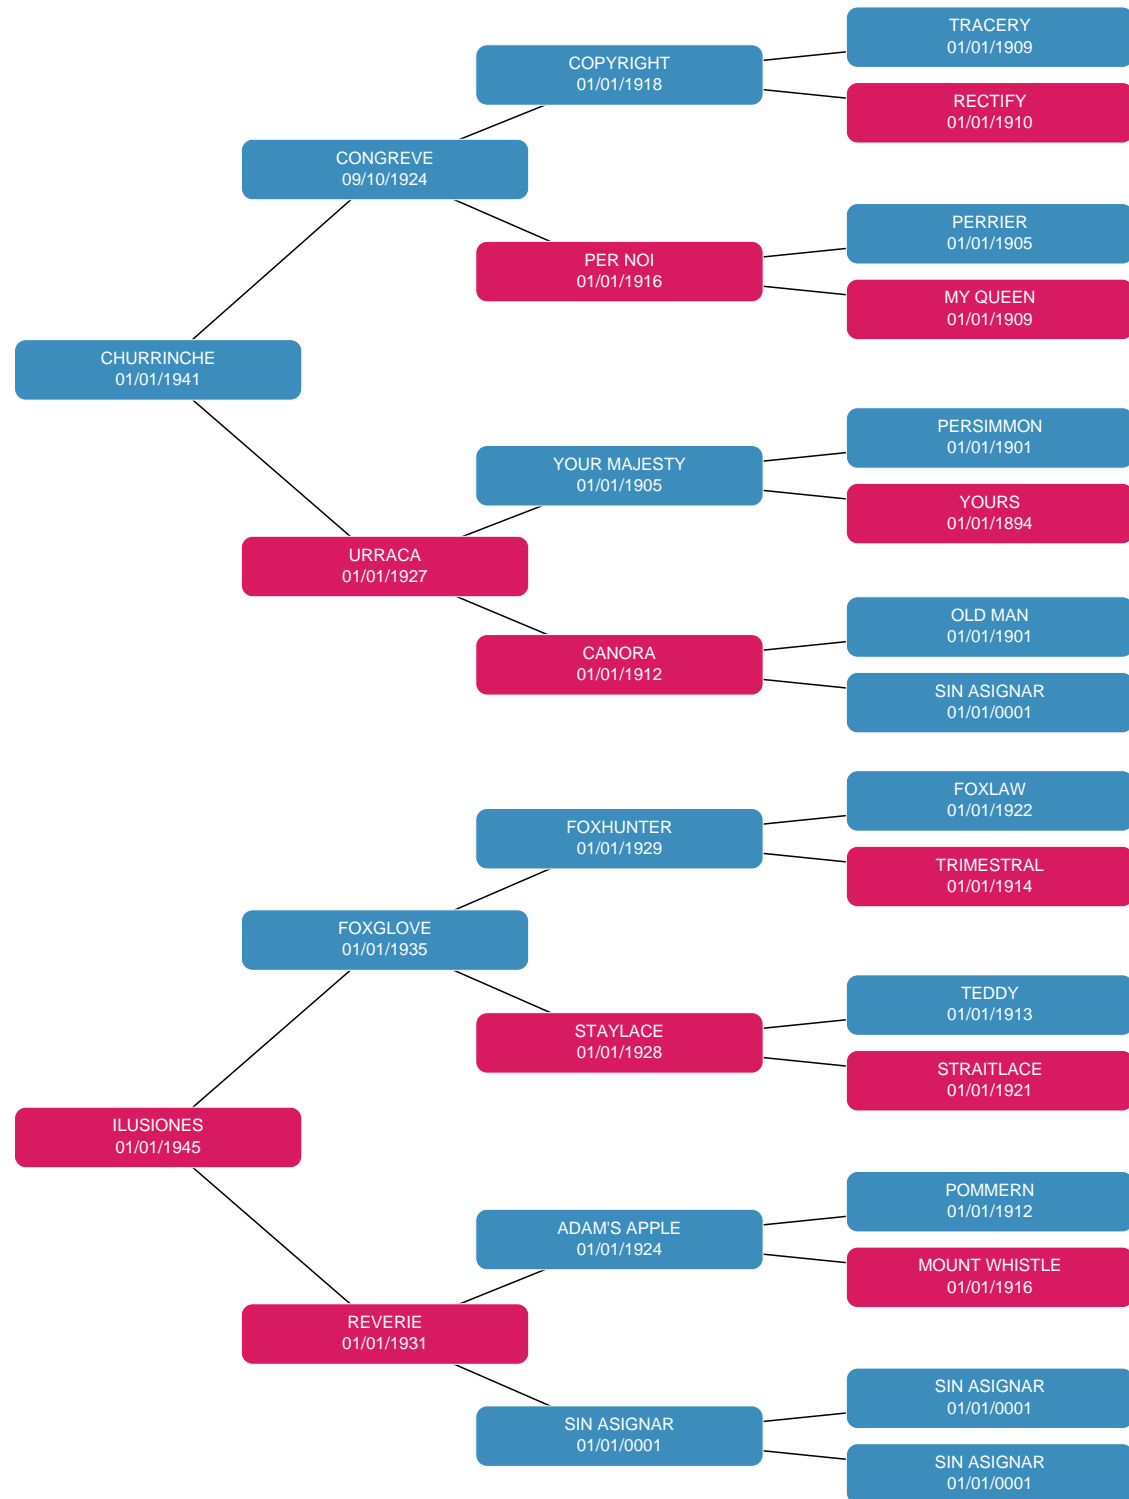 TRACERY
01/01/1909
COPYRIGHT
01/01/1918
RECTIFY
01/01/1910
CONGREVE
09/10/1924
PERRIER
01/01/1905
PER NOI
01/01/1916
MY QUEEN
01/01/1909
CHURRINCHE
01/01/1941
PERSIMMON
01/01/1901
YOUR MAJESTY
01/01/1905
YOURS
01/01/1894
URRACA
01/01/1927
OLD MAN
01/01/1901
CANORA
01/01/1912
SIN ASIGNAR
01/01/0001
FOXLAW
01/01/1922
FOXHUNTER
01/01/1929
TRIMESTRAL
01/01/1914
FOXGLOVE
01/01/1935
TEDDY
01/01/1913
STAYLACE
01/01/1928
STRAITLACE
01/01/1921
ILUSIONES
01/01/1945
POMMERN
01/01/1912
ADAM'S APPLE
01/01/1924
MOUNT WHISTLE
01/01/1916
REVERIE
01/01/1931
SIN ASIGNAR
01/01/0001
SIN ASIGNAR
01/01/0001
SIN ASIGNAR
01/01/0001